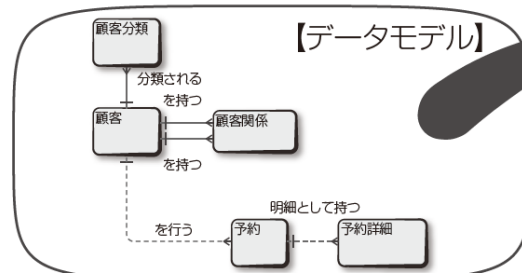 【データモデル】
顧客分類
分類される
を持つ
顧客
顧客関係
を持つ
明細として持つ
を行う
予約
予約詳細